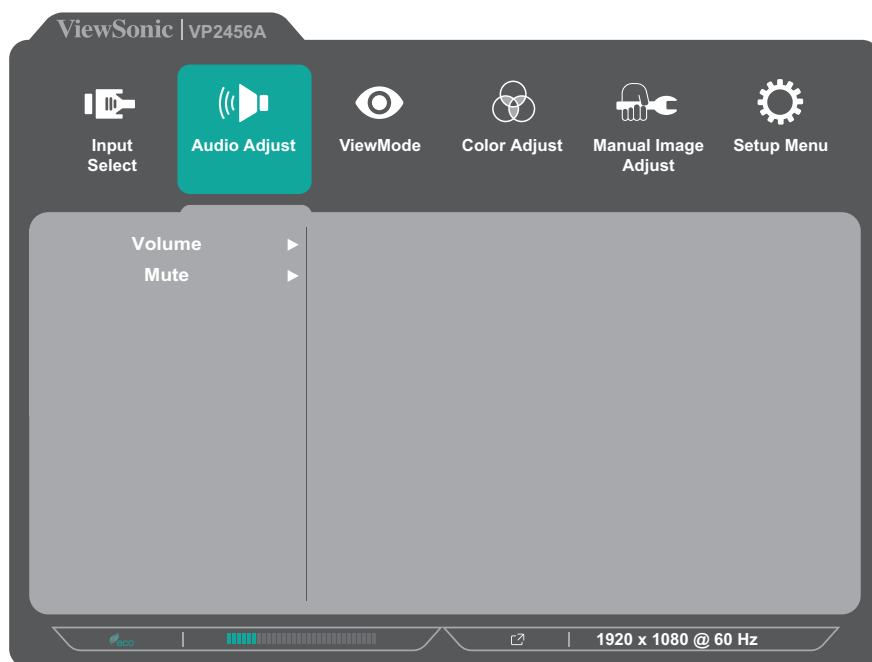 ViewSonic | VP2456A
Input Select
Audio Adjust
ViewMode
Color Adjust
Manual Image Adjust
Setup Menu
Volume
Mute
eco
1920 x 1080 @ 60 Hz